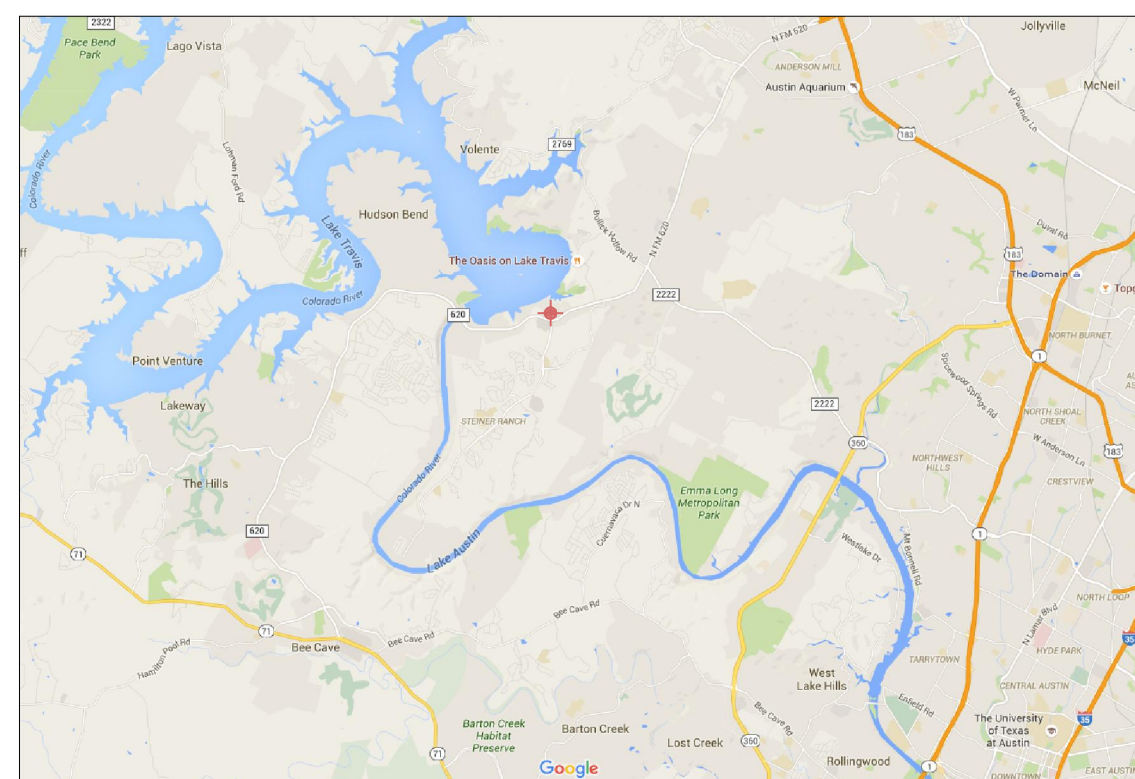 2322
Pace Bend
Park
Lago Vista
N FM 620
Jollyville
ANDERSON MILL
Austin Aquarium
McNeil
W Parmer Ln
183
2769
Volente
Colorado River
Lohman Ford Rd
Hudson Bend
Lake Travis
Bullick Hollow Rd
N FM 620
Duval Rd
183
ff
The Oasis on Lake Travis
The Domain
Topg
Colorado River
620
2222
NORTH BURNET
1
Point Venture
Spicewood Springs Rd
Lakeway
2222
STEINER RANCH
NORTH SHOAL
CREEK
360
W Anderson Ln
183
NORTHWEST
HILLS
CRESTVIEW
The Hills
Colorado River
Emma Long
Metropolitan
Park
Cuernavaca Dr N
620
71
Lake Austin
Westlake Dr
Mt Bonnell Rd
1
NORTH LOOP
Bee Cave Rd
N Lamar Blvd
35
71
Bee Cave
Bee Cave Rd
Hamilton Pool Rd
HYDE PARK
TARRYTOWN
West
Lake Hills
CENTRAL AUSTIN
Enfield Rd
Bee Cave Rd
The University
of Texas
at Austin
35
Barton Creek
Habitat
Preserve
Barton Creek
Lost Creek
360
71
Rollingwood
1
Google
DOWNTOWN
EAST AUSTIN